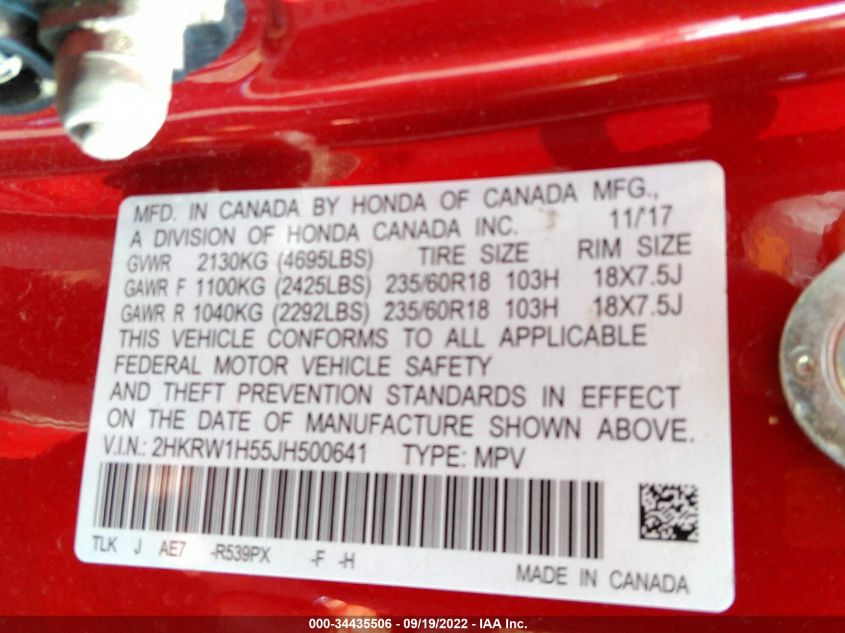 MFD. IN CANADA BY HONDA OF CANADA MFG.,
A DIVISION OF HONDA CANADA INC. 11/17
GVWR 2130KG (4695LBS) TIRE SIZE RIM SIZE
GAWR F 1100KG (2425LBS) 235/60R18 103H 18X7.5J
GAWR R 1040KG (2292LBS) 235/60R18 103H 18X7.5J
THIS VEHICLE CONFORMS TO ALL APPLICABLE
FEDERAL MOTOR VEHICLE SAFETY
AND THEFT PREVENTION STANDARDS IN EFFECT
ON THE DATE OF MANUFACTURE SHOWN ABOVE.
V.I.N.: 2HKRW1H55JH500641 TYPE: MPV
TLK J AE7 -R539PX -F -H
MADE IN CANADA
000-34435506 - 09/19/2022 - IAA Inc.